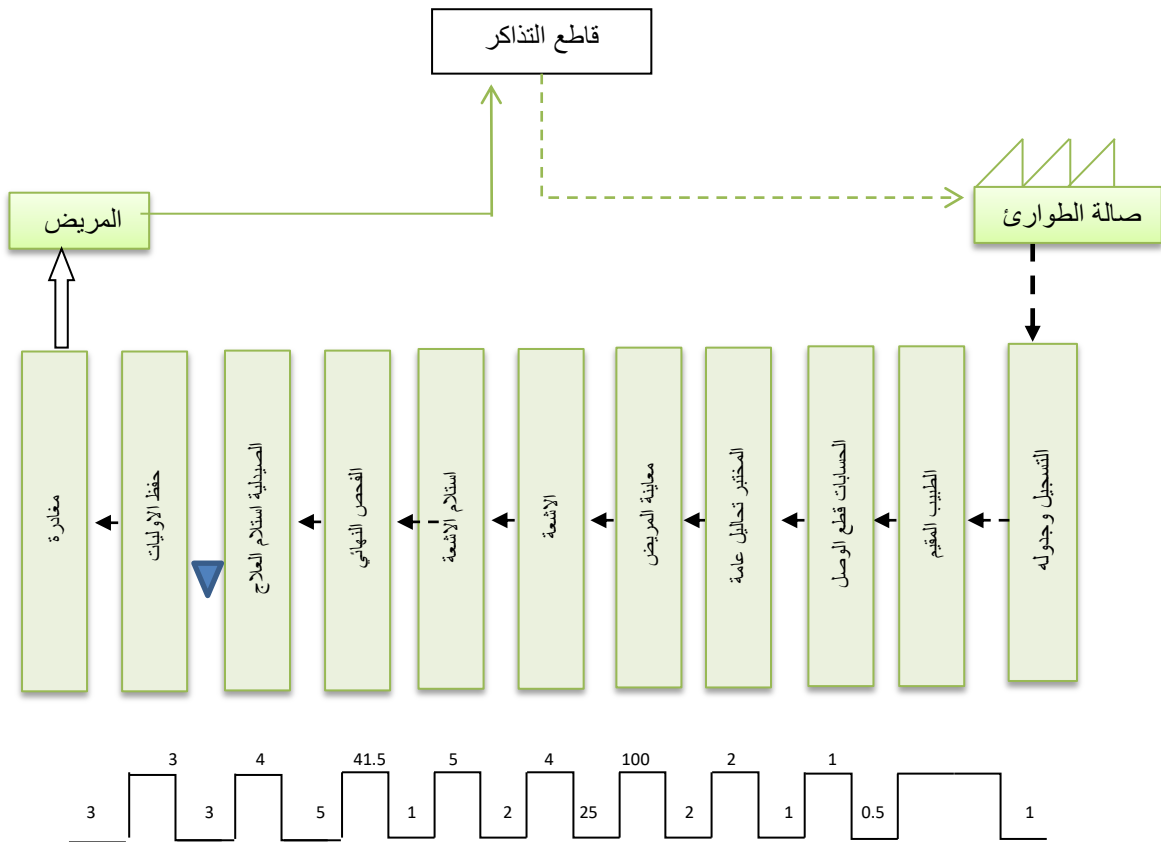 قاطع التذاكر
المريض
صالة الطوارئ
التسجيل وجدوله
الطبيب المقيم
الحسابات قطع الوصل
المختبر تحاليل عامة
معاينة المريض
الاشعة
استلام الاشعة
الفحص النهائي
الصيدلية استلام العلاج
حفظ الاوليات
مغادرة
3 4 41.5 5 4 100 2 1
3 3 5 1 2 25 2 1 0.5 1